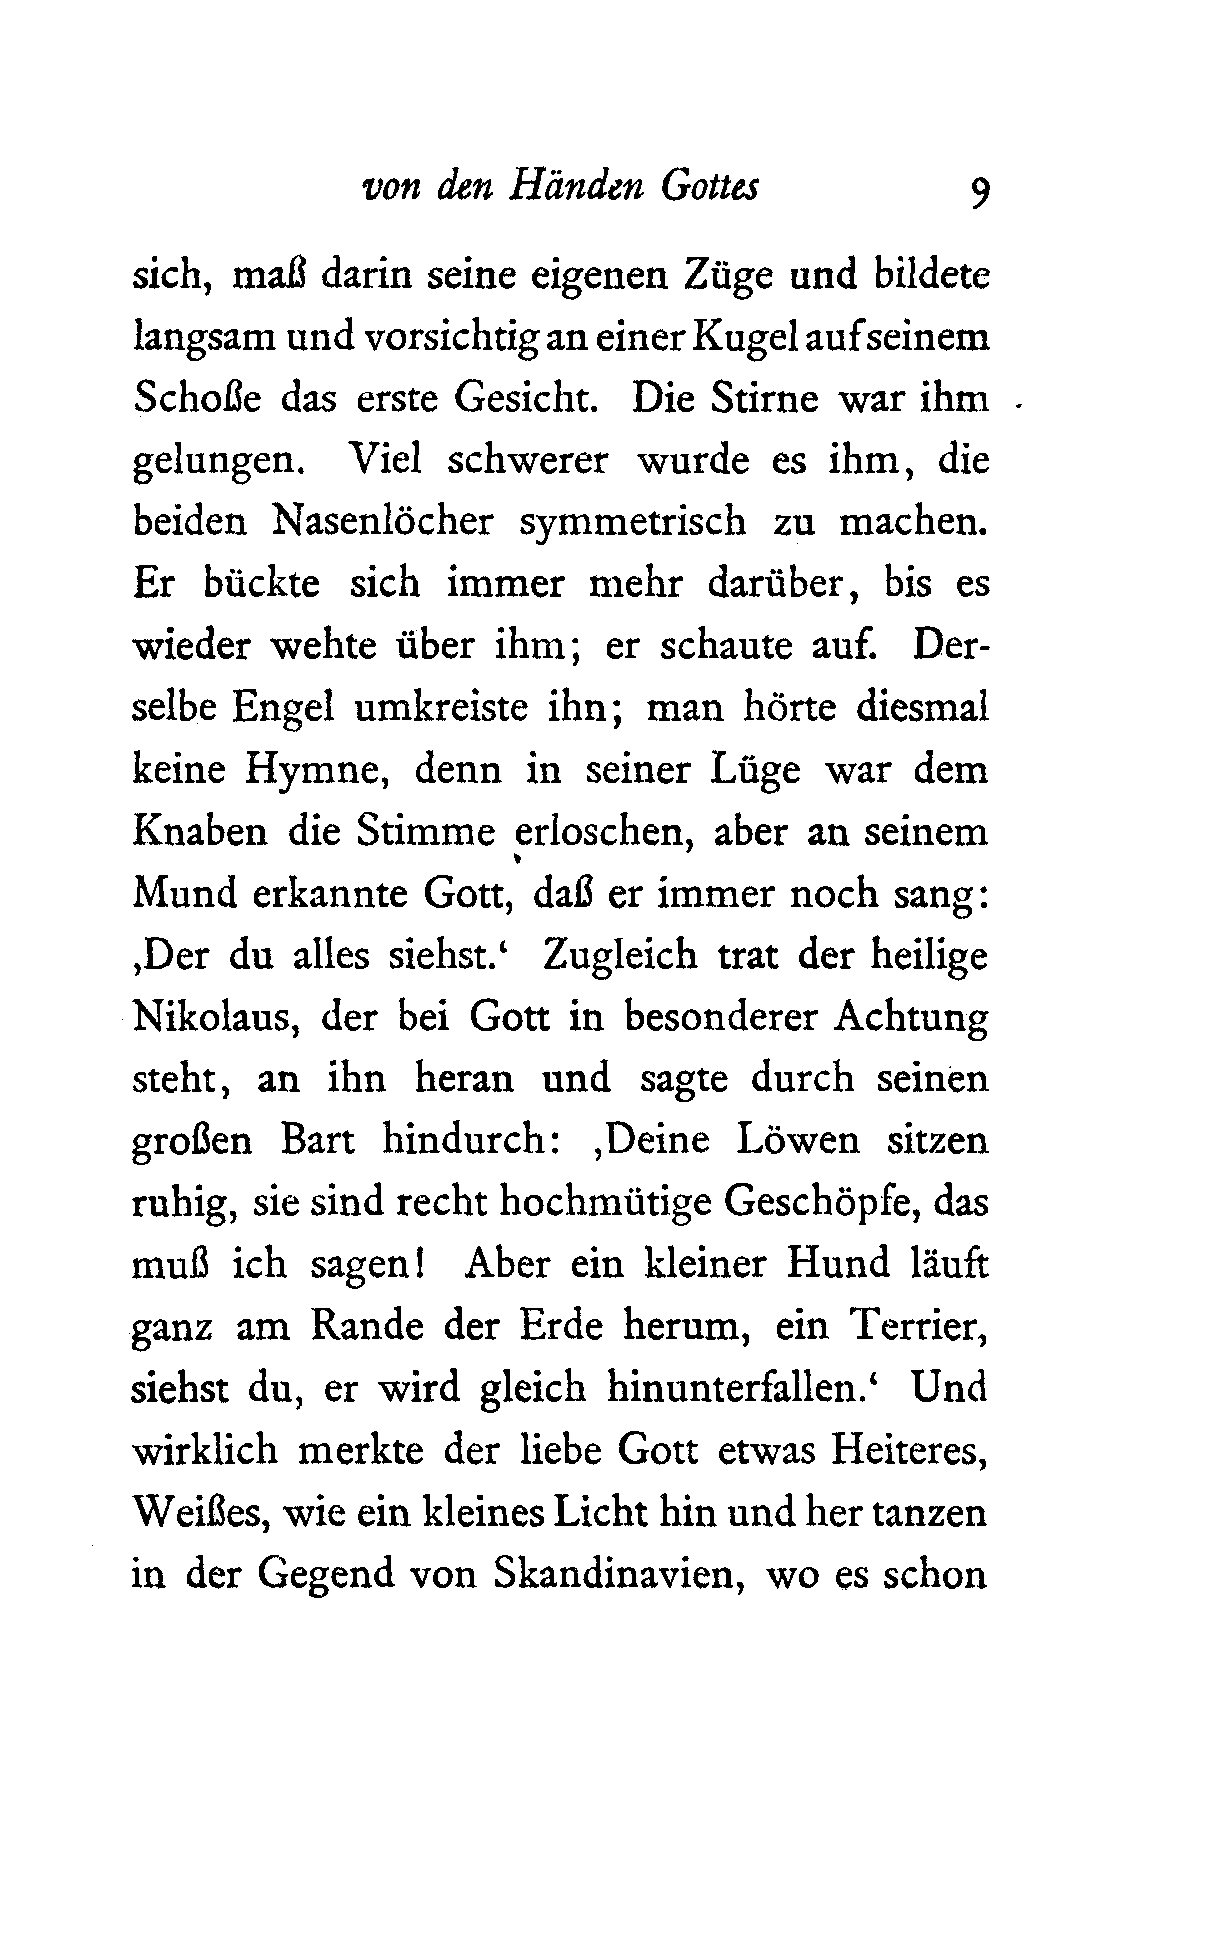 von den Händen Gottes 9
sich, maß darin seine eigenen Züge und bildete
langsam und vorsichtig an einer Kugel auf seinem
Schoße das erste Gesicht. Die Stirne war ihm
gelungen. Viel schwerer wurde es ihm, die
beiden Nasenlöcher symmetrisch zu machen.
Er bückte sich immer mehr darüber, bis es
wieder wehte über ihm; er schaute auf. Der-
selbe Engel umkreiste ihn; man hörte diesmal
keine Hymne, denn in seiner Lüge war dem
Knaben die Stimme erloschen, aber an seinem
Mund erkannte Gott, daß er immer noch sang:
‚Der du alles siehst.‘ Zugleich trat der heilige
Nikolaus, der bei Gott in besonderer Achtung
steht, an ihn heran und sagte durch seinen
großen Bart hindurch: ‚Deine Löwen sitzen
ruhig, sie sind recht hochmütige Geschöpfe, das
muß ich sagen! Aber ein kleiner Hund läuft
ganz am Rande der Erde herum, ein Terrier,
siehst du, er wird gleich hinunterfallen.‘ Und
wirklich merkte der liebe Gott etwas Heiteres,
Weißes, wie ein kleines Licht hin und her tanzen
in der Gegend von Skandinavien, wo es schon